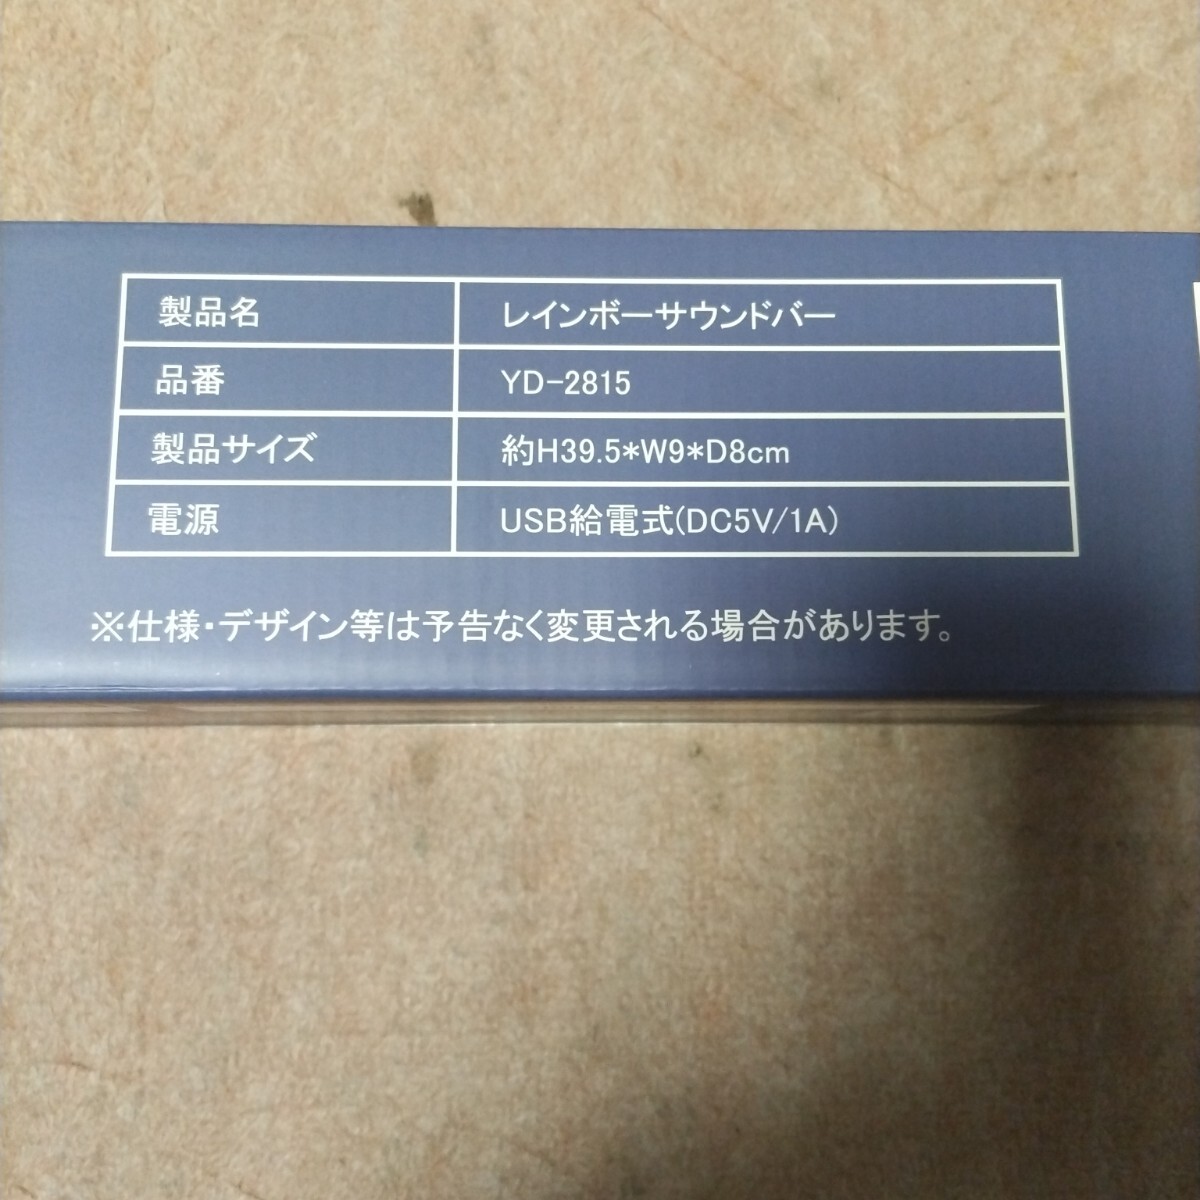 製品名 レインボーサウンドバー
品番 YD-2815
製品サイズ 約H39.5*W9*D8cm
電源 USB給電式(DC5V/1A)
※仕様・デザイン等は予告なく変更される場合があります。